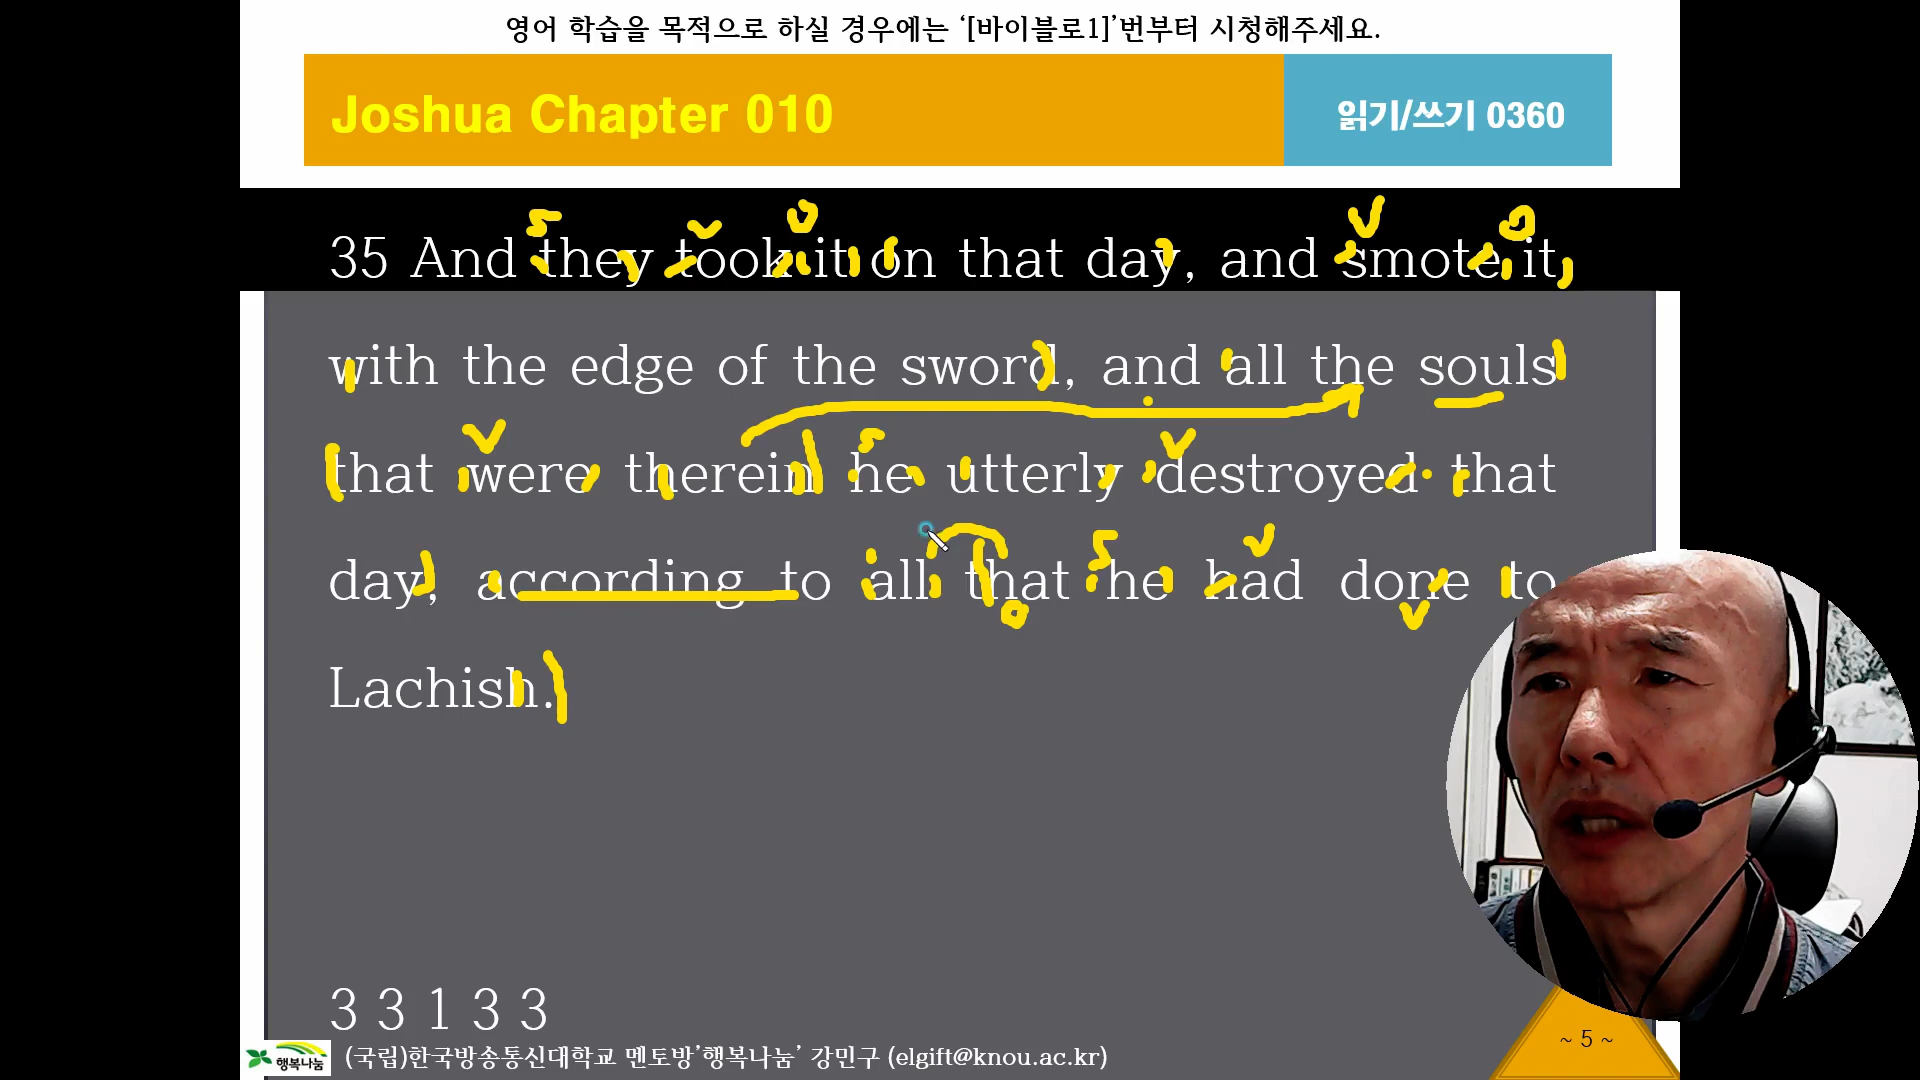 영어 학습을 목적으로 하실 경우에는 ‘[바이블로1]’번부터 시청해주세요.
Joshua Chapter 010
읽기/쓰기 0360
35 And they took it on that day, and smote it
with the edge of the sword, and all the souls
that were therein he utterly destroyed that
day, according to all that he had done to
Lachish.
3 3 1 3 3
행복나눔
(국립)한국방송통신대학교 멘토방’행복나눔’ 강민구 (elgift@knou.ac.kr)
~ 5 ~